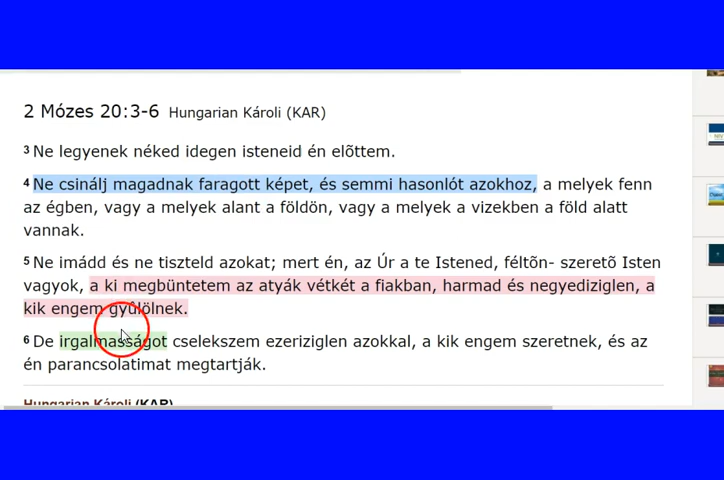 2 Mózes 20:3-6 Hungarian Károli (KAR)
3 Ne legyenek néked idegen isteneid én elõttem.
4 Ne csinálj magadnak faragott képet, és semmi hasonlót azokhoz, a melyek fenn
az égben, vagy a melyek alant a földön, vagy a melyek a vizekben a föld alatt
vannak.
5 Ne imádd és ne tiszteld azokat; mert én, az Úr a te Istened, féltõn- szeretõ Isten
vagyok, a ki megbüntetem az atyák vétkét a fiakban, harmad és negyediziglen, a
kik engem gyûlölnek.
6 De irgalmasságot cselekszem ezeriziglen azokkal, a kik engem szeretnek, és az
én parancsolatimat megtartják.
Hungarian Károli (KAR)